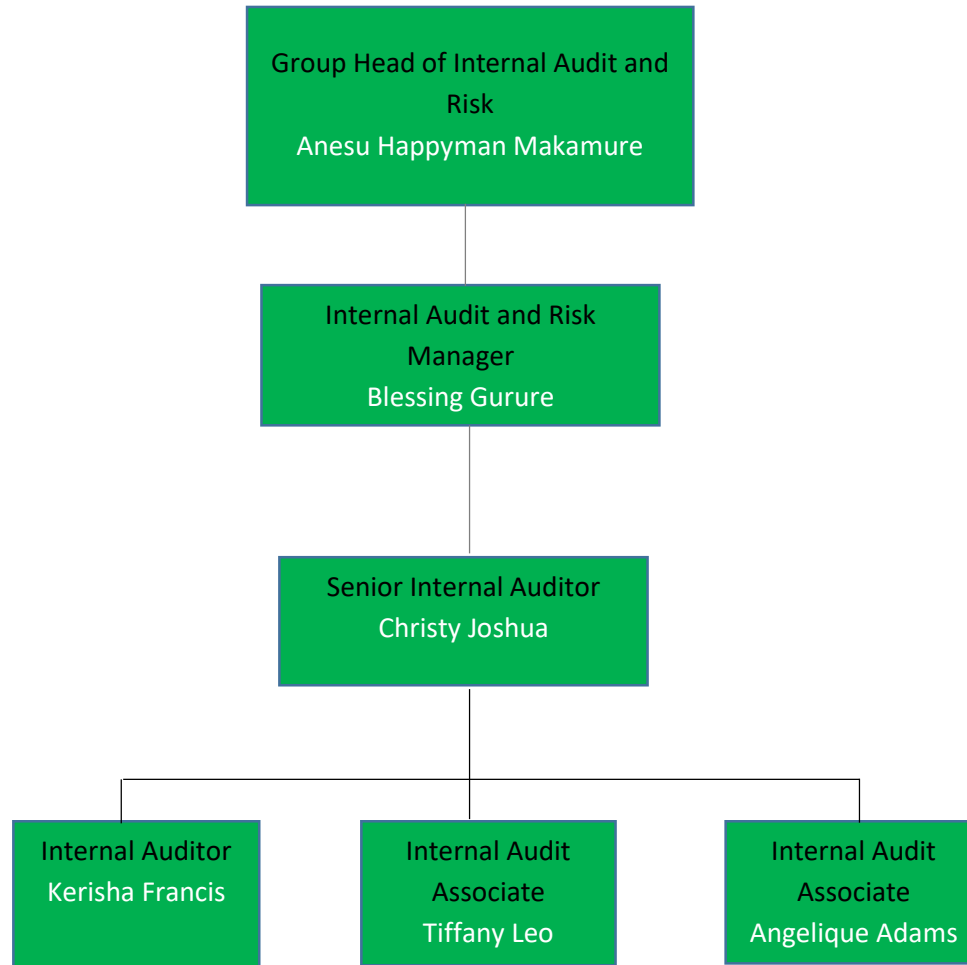 Group Head of Internal Audit and
Risk
Anesu Happyman Makamure
Internal Audit and Risk
Manager
Blessing Gurure
Senior Internal Auditor
Christy Joshua
Internal Auditor
Kerisha Francis
Internal Audit
Associate
Tiffany Leo
Internal Audit
Associate
Angelique Adams